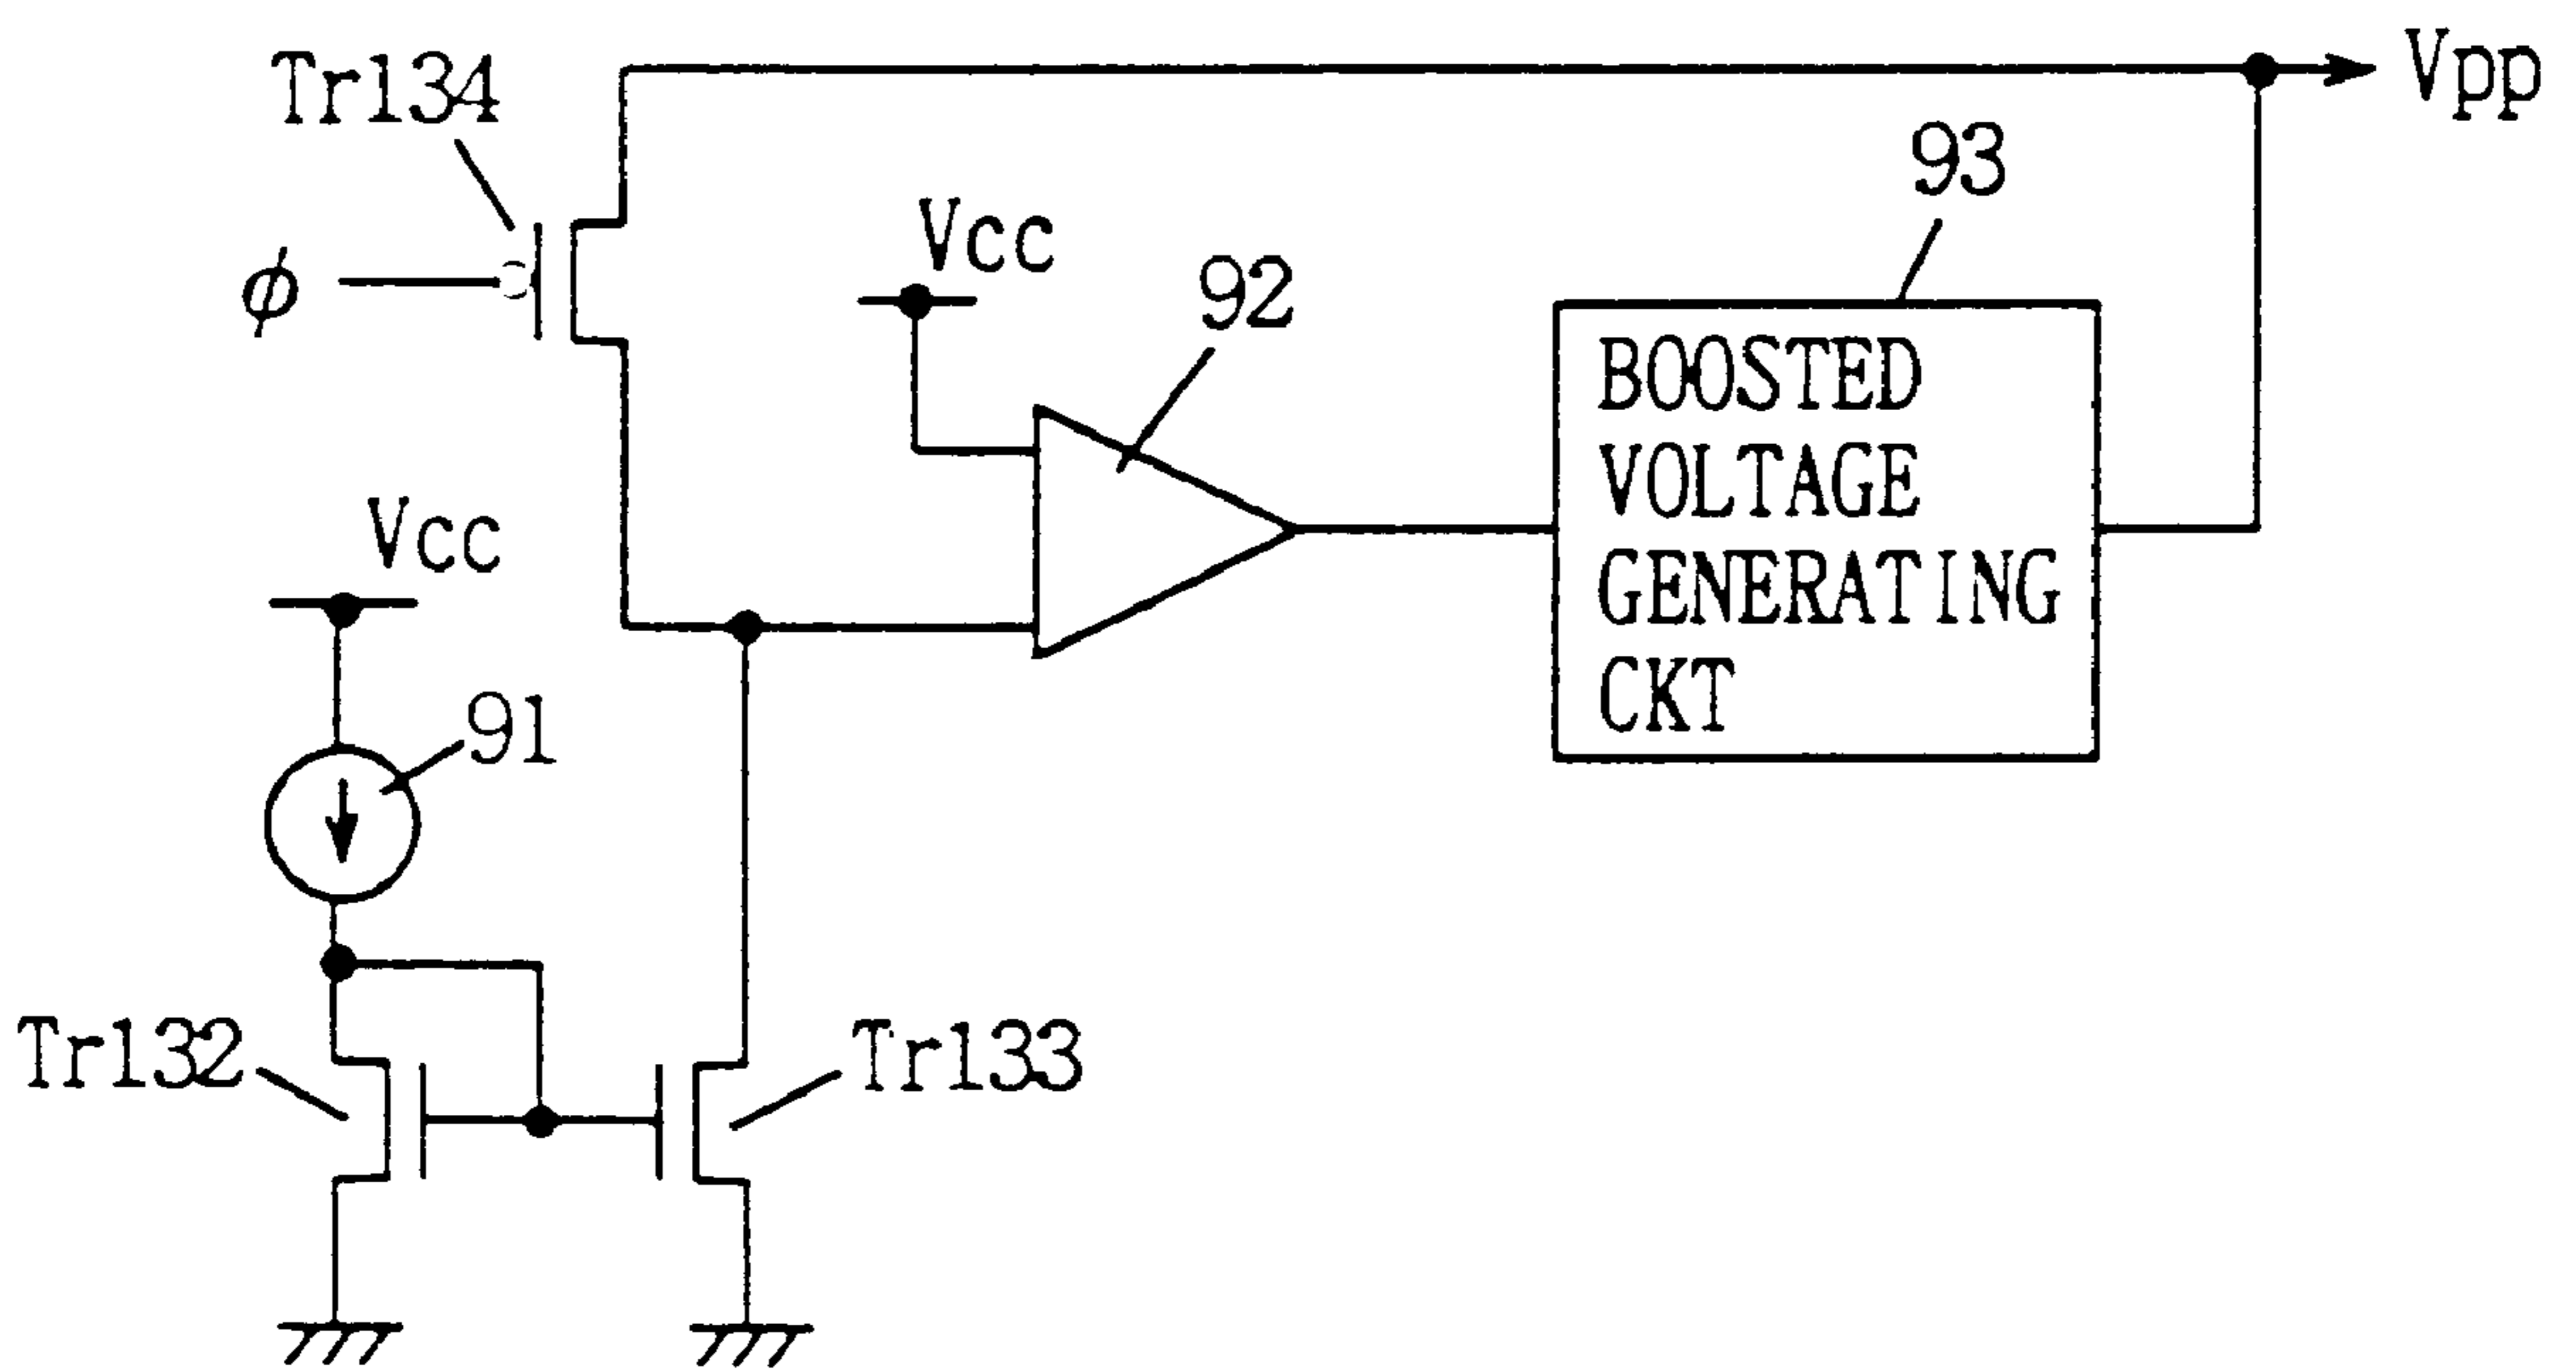 Tr134
Vpp
93
Vcc
92
ϕ
BOOSTED
VOLTAGE
GENERATING
CKT
Vcc
91
Tr132
Tr133